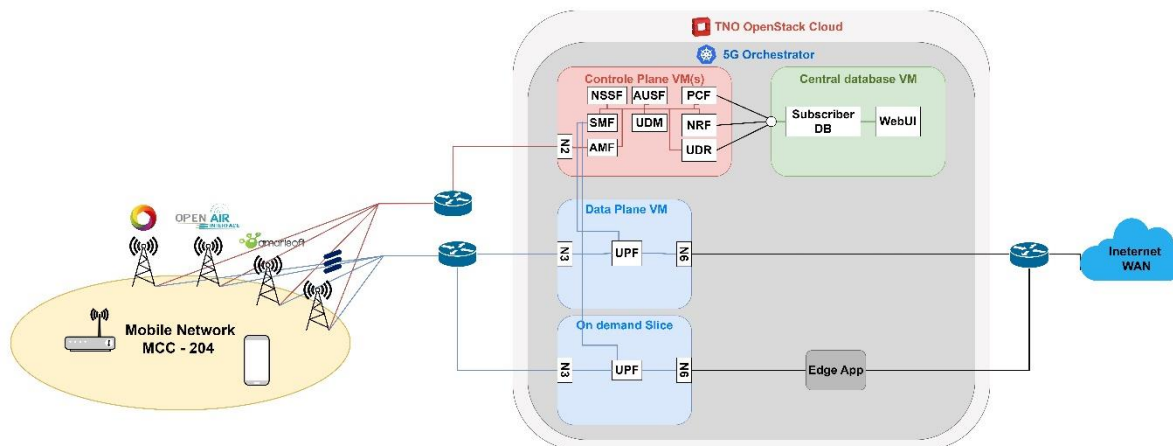 TNO OpenStack Cloud
5G Orchestrator
Controle Plane VM(s)
NSSF
AUSF
PCF
SMF
UDM
NRF
N2
AMF
UDR
Central database VM
Subscriber
DB
WebUI
OPEN AIR
INTERFACE
amarisoft
Mobile Network
MCC - 204
Data Plane VM
N3
UPF
N6
On demand Slice
N3
UPF
N6
Edge App
Ineternet
WAN